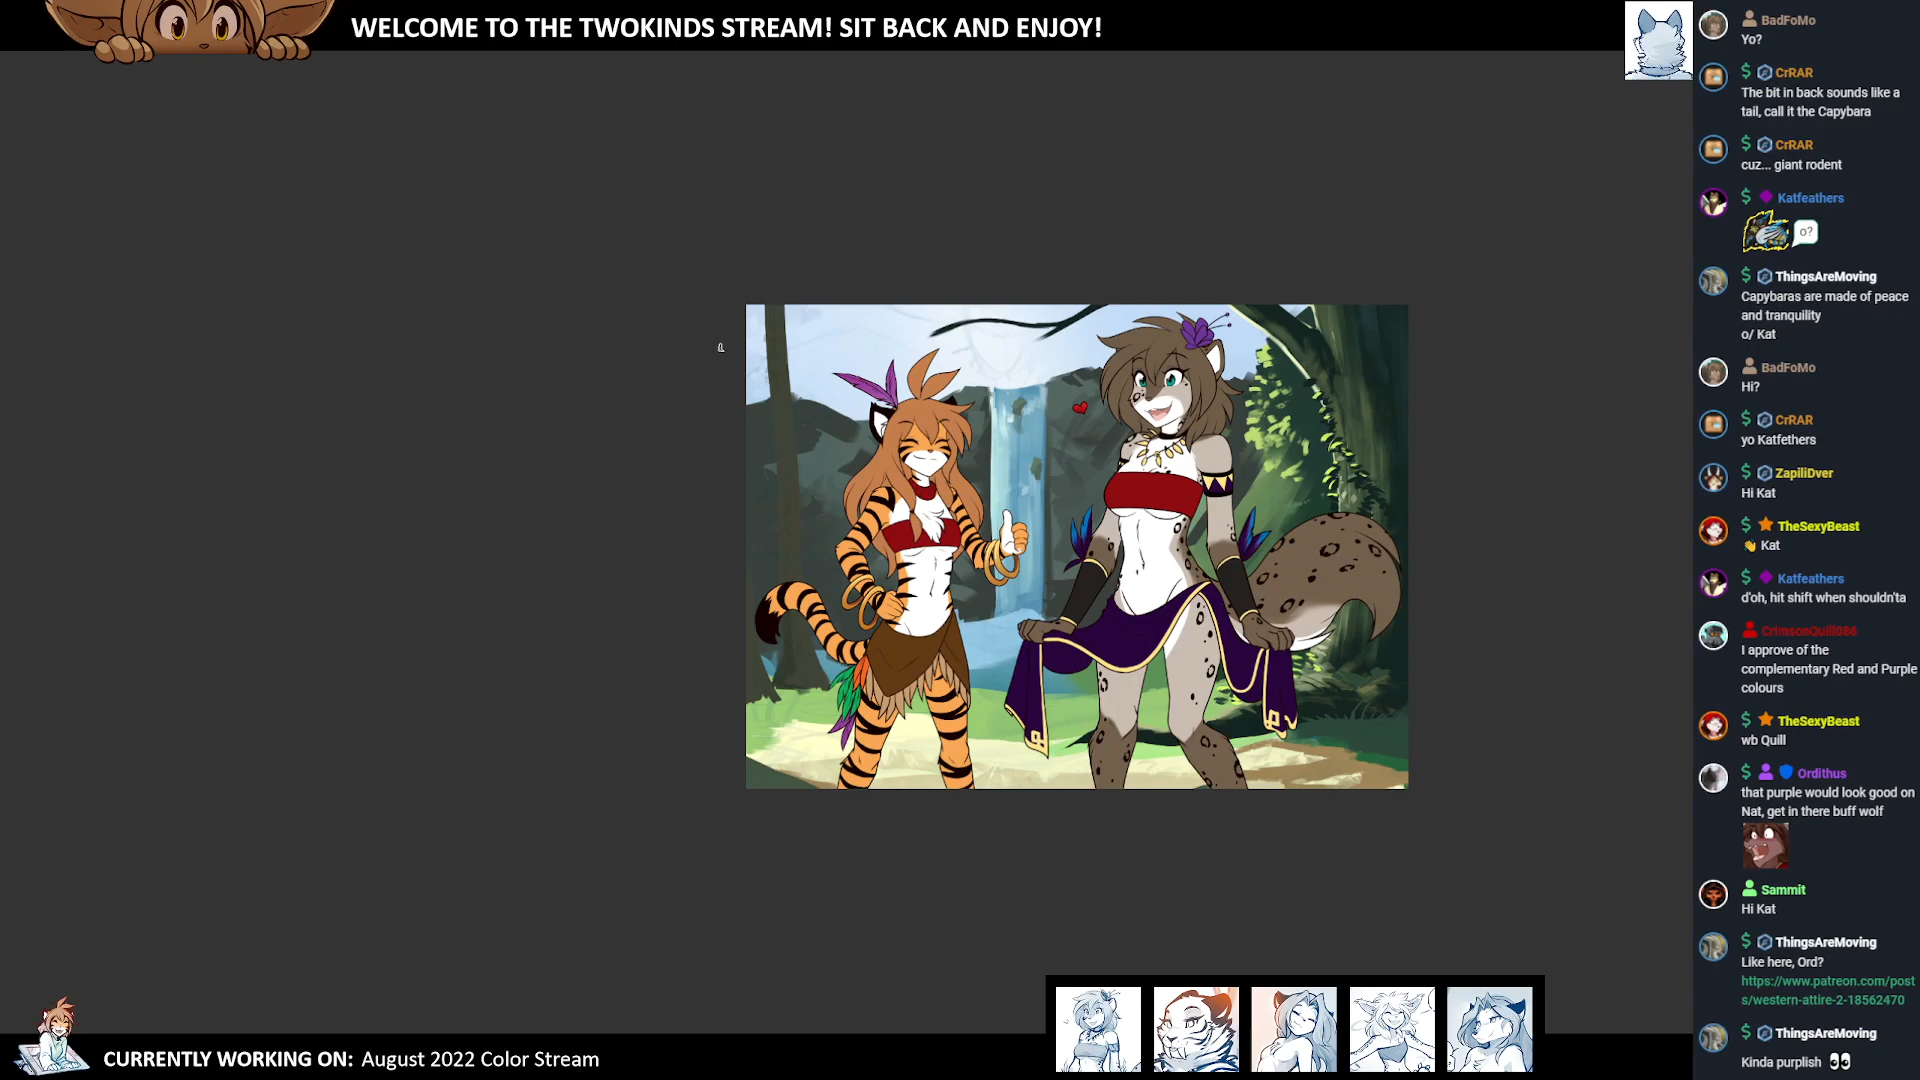 WELCOME TO THE TWOKINDS STREAM! SIT BACK AND ENJOY!
BadFoMo
Yo?
CrRAR
The bit in back sounds like a
tail, call it the Capybara
CrRAR
cuz... giant rodent
Katfeathers
o?
ThingsAreMoving
Capybaras are made of peace
and tranquility
o/ Kat
BadFoMo
Hi?
CrRAR
yo Katfethers
ZapiliDver
Hi Kat
TheSexyBeast
Kat
Katfeathers
d'oh, hit shift when shouldn'ta
CrimsonQuill086
I approve of the
complementary Red and Purple
colours
TheSexyBeast
wb Quill
Ordithus
that purple would look good on
Nat, get in there buff wolf
Sammit
Hi Kat
ThingsAreMoving
Like here, Ord?
https://www.patreon.com/post
s/western-attire-2-18562470
ThingsAreMoving
Kinda purplish
CURRENTLY WORKING ON: August 2022 Color Stream